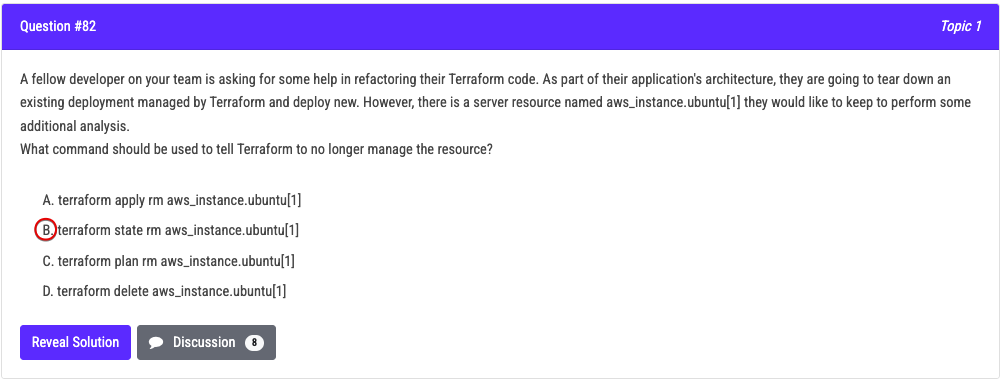 Question #82
Topic 1
A fellow developer on your team is asking for some help in refactoring their Terraform code. As part of their application's architecture, they are going to tear down an
existing deployment managed by Terraform and deploy new. However, there is a server resource named aws_instance.ubuntu[1] they would like to keep to perform some
additional analysis.
What command should be used to tell Terraform to no longer manage the resource?
A. terraform apply rm aws_instance.ubuntu[1]
B. terraform state rm aws_instance.ubuntu[1]
C. terraform plan rm aws_instance.ubuntu[1]
D. terraform delete aws_instance.ubuntu[1]
Reveal Solution
Discussion 8